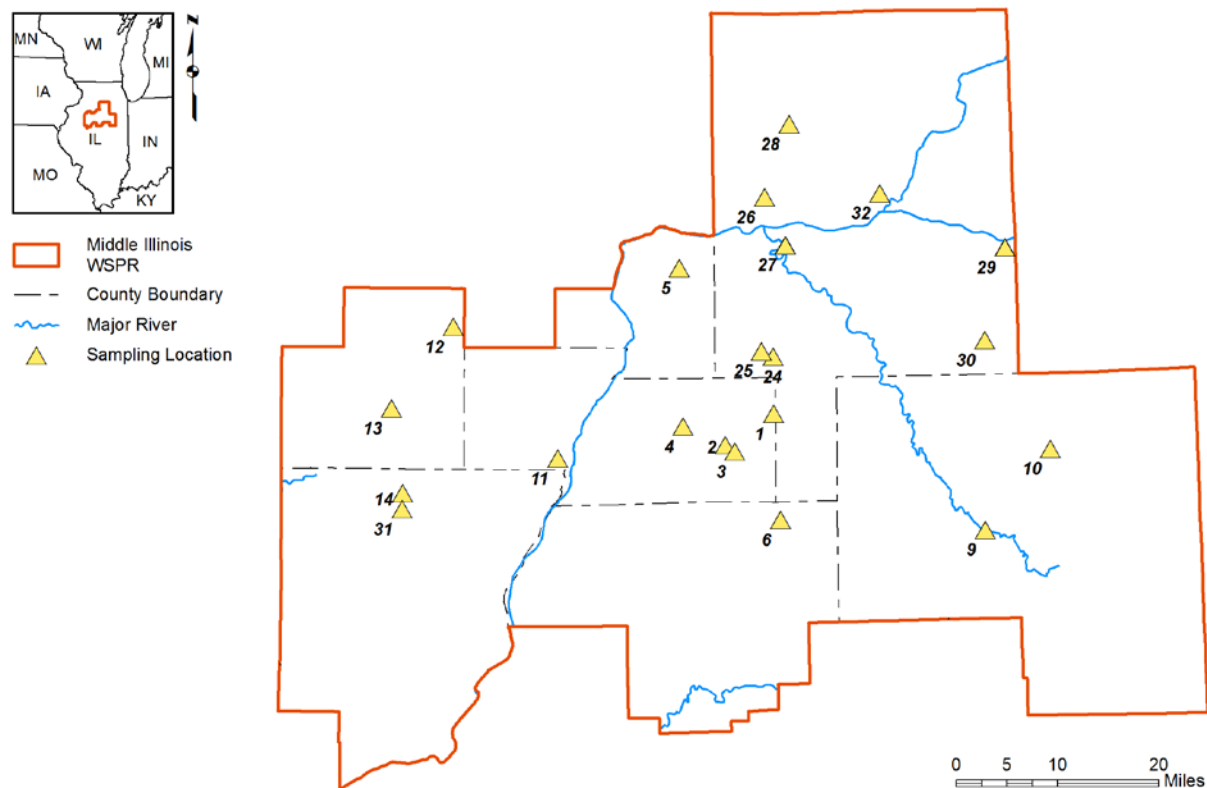 N
MN
WI
MI
IA
IL
IN
MO
KY
Middle Illinois
WSPR
County Boundary
Major River
Sampling Location
28
26
32
27
29
5
12
25
24
30
13
4
2
1
3
11
10
14
31
6
9
0 5 10 20
Miles